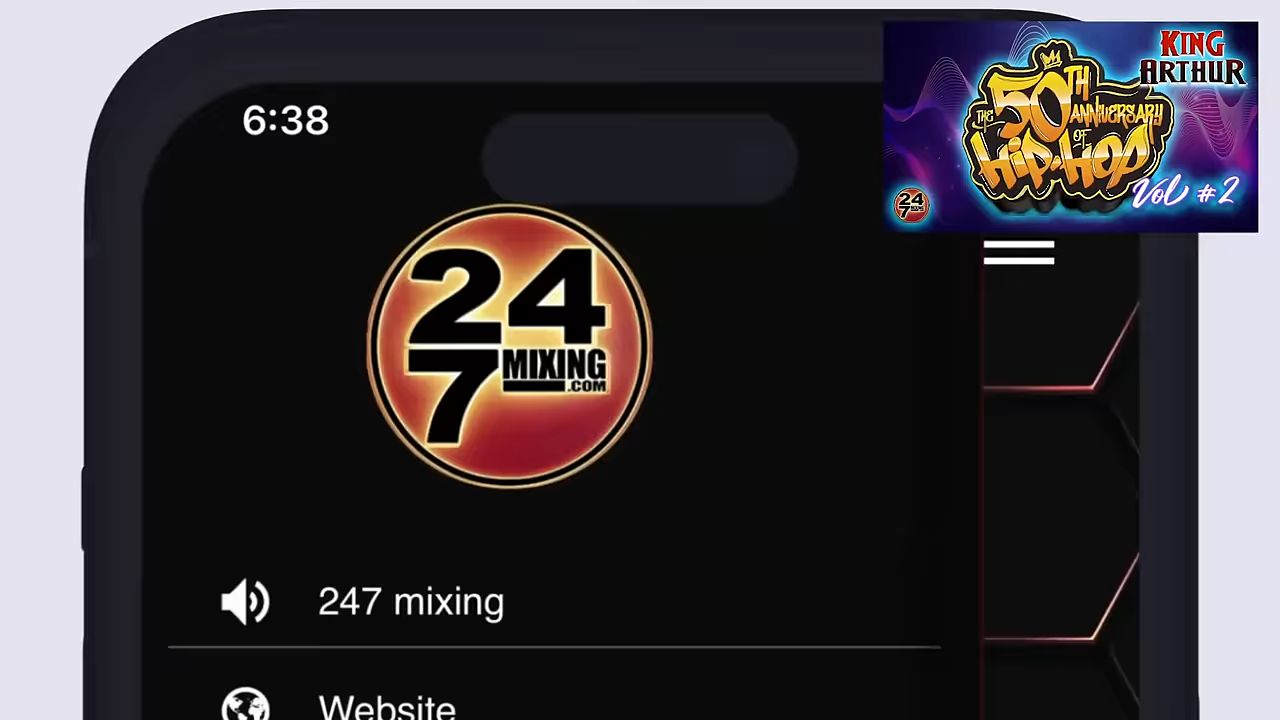 6:38
KING
ARTHUR
THE 50TH
ANNIVERSARY
OF
HIP-HOP
Vol #2
24
7
24
7 MIXING
.COM
247 mixing
Website